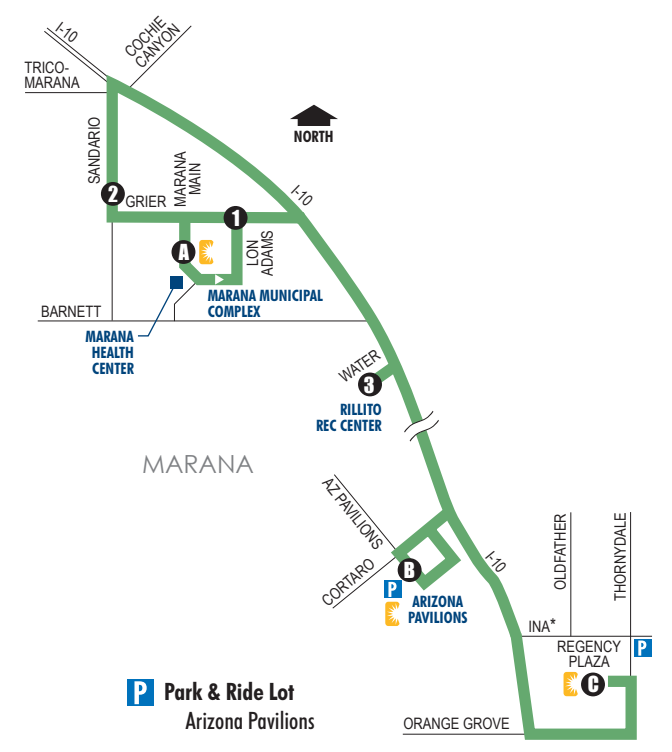 I-10
COCHIE
CANYON
TRICO-
MARANA
NORTH
SANDARIO
MARANA
MAIN
I-10
2
GRIER
1
A
LON
ADAMS
MARANA MUNICIPAL
COMPLEX
BARNETT
MARANA
HEALTH
CENTER
WATER
3
RILLITO
REC CENTER
MARANA
AZ PAVILIONS
CORTARO
B
P
ARIZONA
PAVILIONS
I-10
OLDFATHER
THORNYDALE
INA*
REGENCY
PLAZA
P
C
P Park & Ride Lot
Arizona Pavilions
ORANGE GROVE